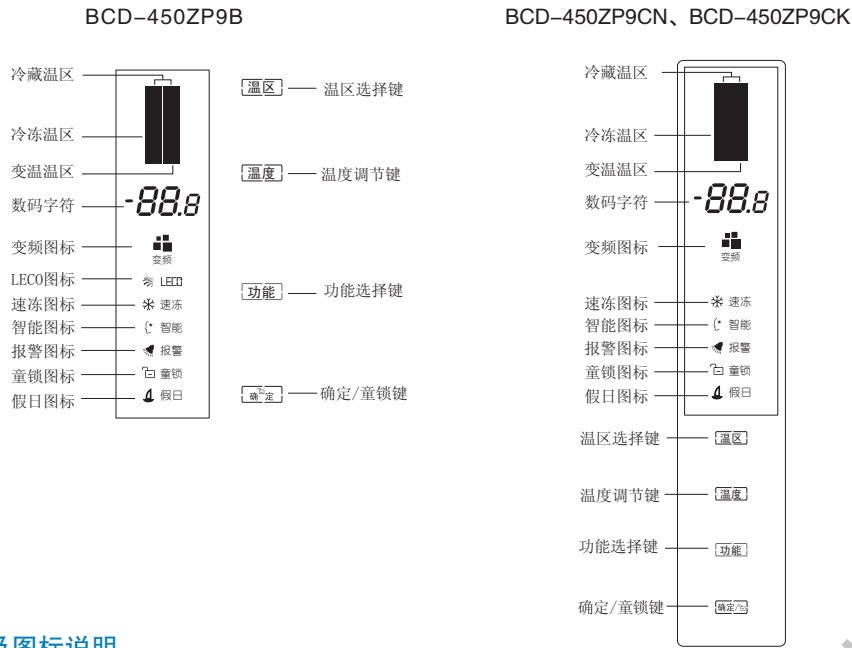 BCD-450ZP9B
冷藏温区
冷冻温区
变温温区
数码字符
-88.8
变频图标
变频
LECO图标
LECO
速冻图标
速冻
智能图标
智能
报警图标
报警
童锁图标
童锁
假日图标
假日
温区 温区选择键
温度 温度调节键
功能 功能选择键
确定 确定/童锁键
BCD-450ZP9CN、BCD-450ZP9CK
冷藏温区
冷冻温区
变温温区
数码字符
-88.8
变频图标
变频
速冻图标
速冻
智能图标
智能
报警图标
报警
童锁图标
童锁
假日图标
假日
温区选择键 温区
温度调节键 温度
功能选择键 功能
确定/童锁键 确定/
图标说明